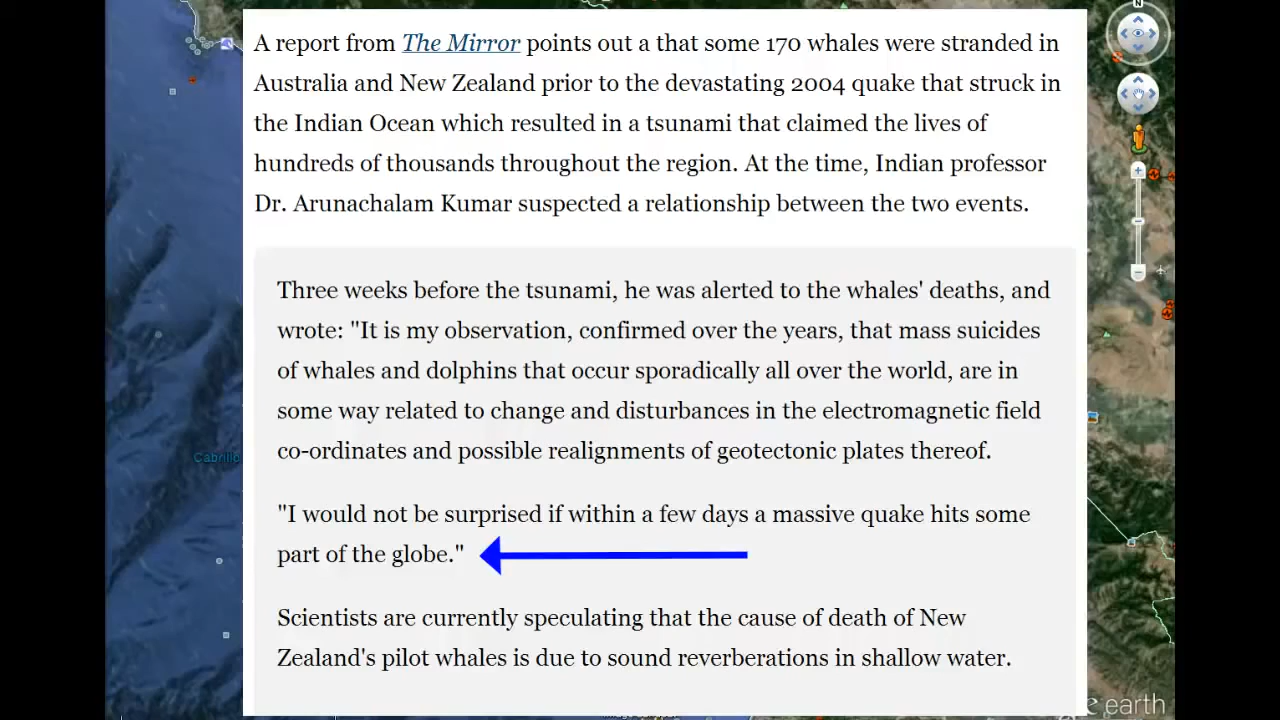 N
A report from The Mirror points out a that some 170 whales were stranded in
Australia and New Zealand prior to the devastating 2004 quake that struck in
the Indian Ocean which resulted in a tsunami that claimed the lives of
hundreds of thousands throughout the region. At the time, Indian professor
Dr. Arunachalam Kumar suspected a relationship between the two events.
Three weeks before the tsunami, he was alerted to the whales' deaths, and
wrote: "It is my observation, confirmed over the years, that mass suicides
of whales and dolphins that occur sporadically all over the world, are in
some way related to change and disturbances in the electromagnetic field
co-ordinates and possible realignments of geotectonic plates thereof.
Cabrillo
"I would not be surprised if within a few days a massive quake hits some
part of the globe."
Scientists are currently speculating that the cause of death of New
Zealand's pilot whales is due to sound reverberations in shallow water.
earth